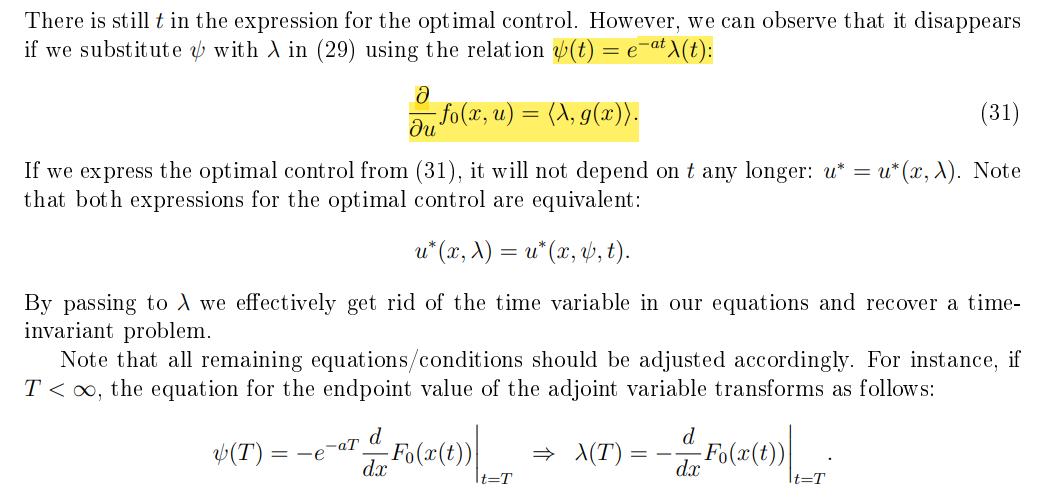 There is still t in the expression for the optimal control. However, we can observe that it disappears
if we substitute ψ with λ in (29) using the relation ψ(t) = e^{−at}λ(t):
∂/∂u f₀(x, u) = ⟨λ, g(x)⟩. (31)
If we express the optimal control from (31), it will not depend on t any longer: u* = u*(x, λ). Note
that both expressions for the optimal control are equivalent:
u*(x, λ) = u*(x, ψ, t).
By passing to λ we effectively get rid of the time variable in our equations and recover a time-
invariant problem.
Note that all remaining equations/conditions should be adjusted accordingly. For instance, if
T < ∞, the equation for the endpoint value of the adjoint variable transforms as follows:
ψ(T) = −e^{−aT} d/dx F₀(x(t))|_{t=T} ⇒ λ(T) = −d/dx F₀(x(t))|_{t=T}.